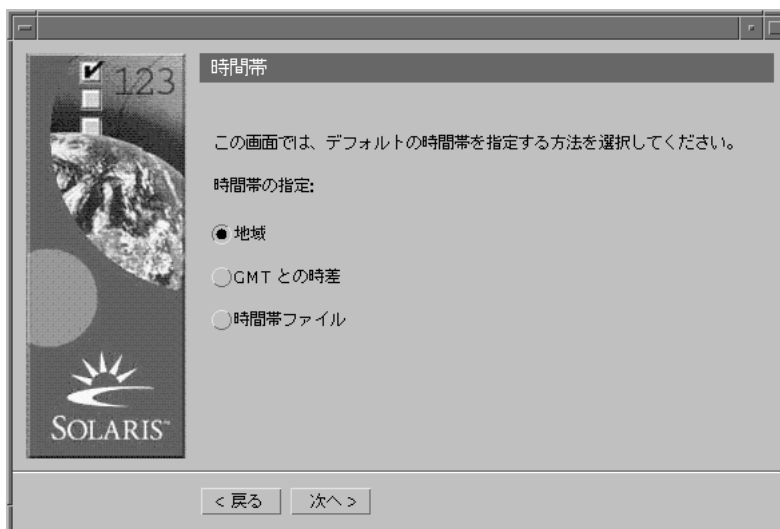 123
時間帯
この画面では、デフォルトの時間帯を指定する方法を選択してください。
時間帯の指定:
地域
GMT との時差
時間帯ファイル
SOLARIS™
< 戻る
次へ >